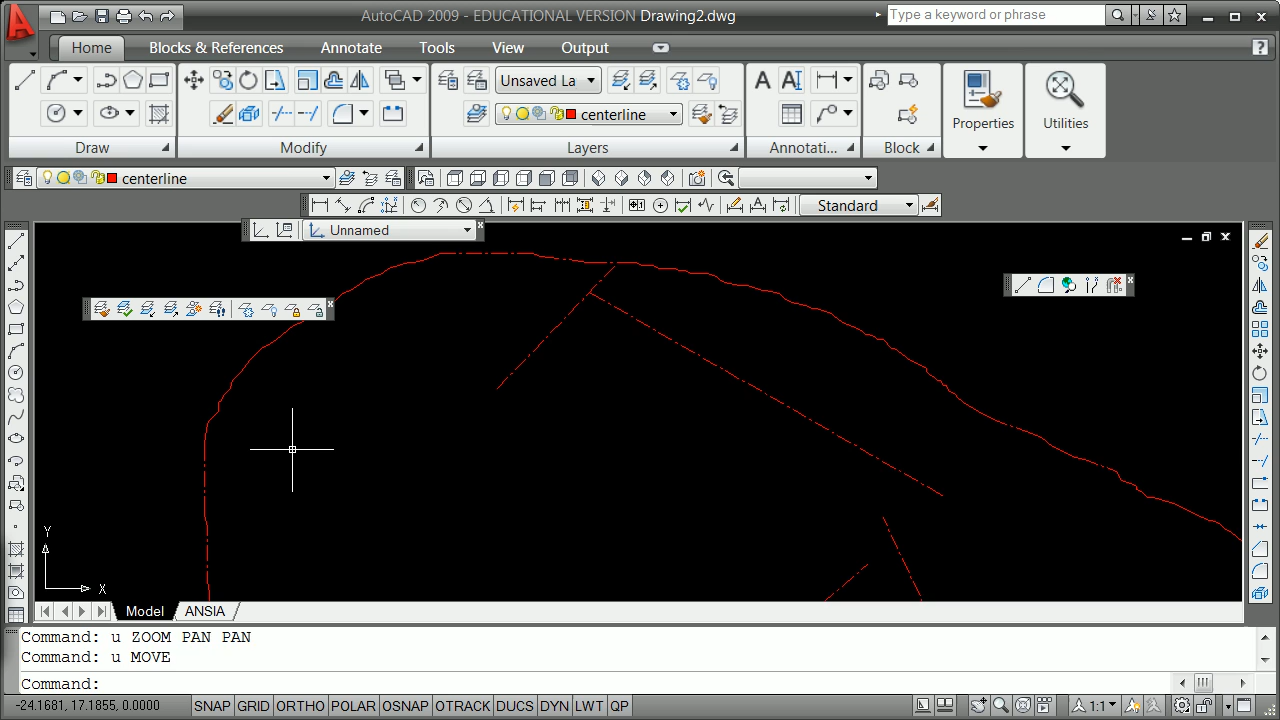 AutoCAD 2009 - EDUCATIONAL VERSION Drawing2.dwg
Type a keyword or phrase
Home Blocks & References Annotate Tools View Output
Unsaved La
centerline
Properties
Utilities
Draw Modify Layers Annotati... Block
centerline
Standard
Unnamed
Y
X
Model ANSIA
Command: u ZOOM PAN PAN
Command: u MOVE
Command:
-24.1681, 17.1855, 0.0000 SNAP GRID ORTHO POLAR OSNAP OTRACK DUCS DYN LWT QP 1:1